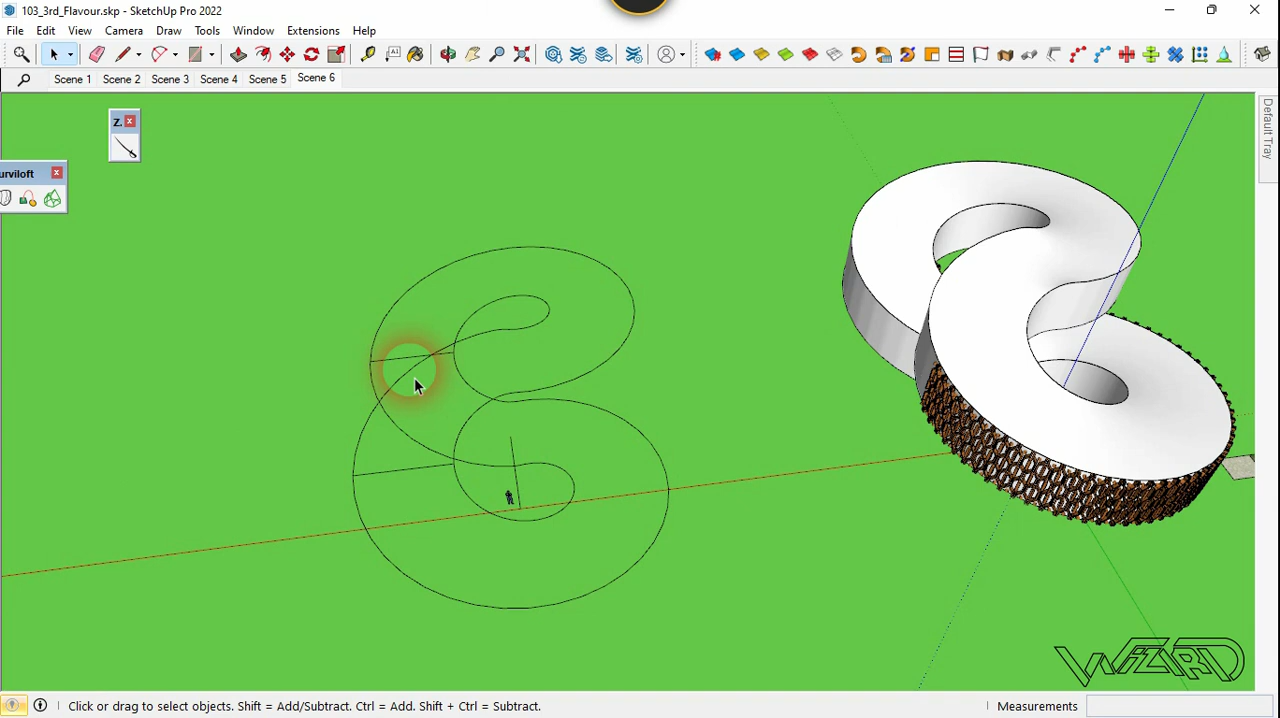 103_3rd_Flavour.skp - SketchUp Pro 2022
File Edit View Camera Draw Tools Window Extensions Help
Scene 1 Scene 2 Scene 3 Scene 4 Scene 5 Scene 6
Z.
urviloft
Default Tray
WIZARD
Click or drag to select objects. Shift = Add/Subtract. Ctrl = Add. Shift + Ctrl = Subtract.
Measurements